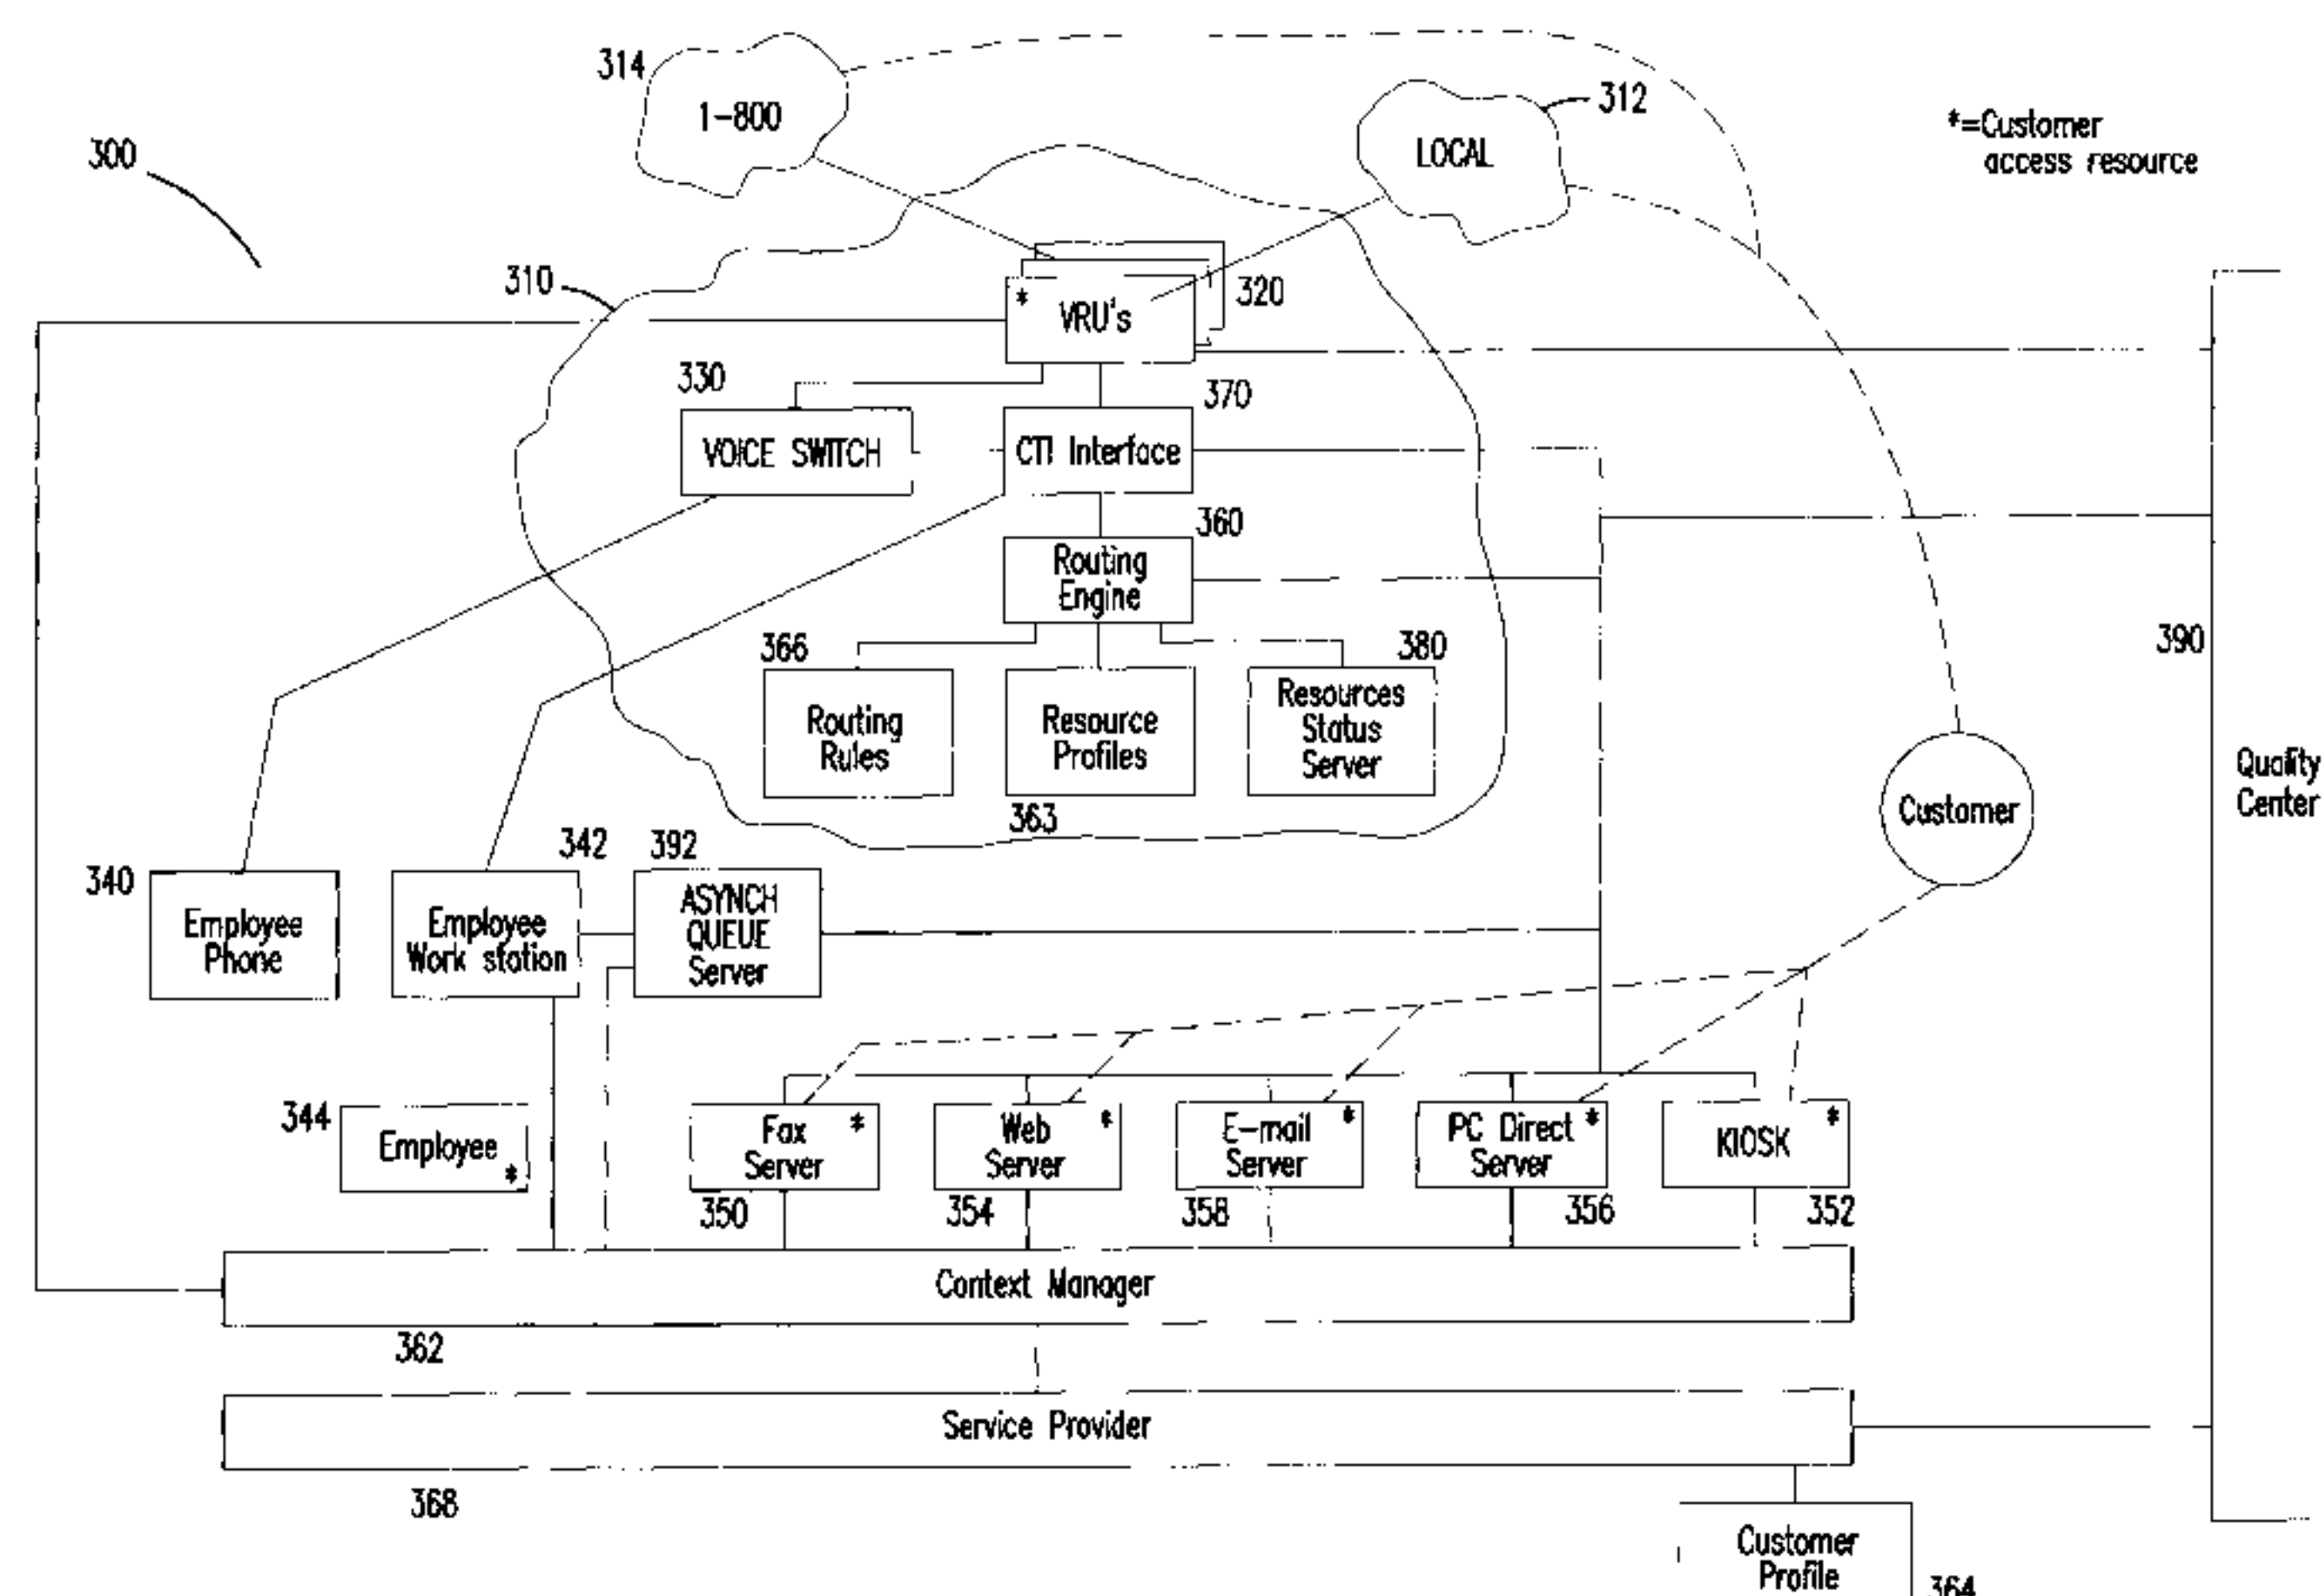 314
1-800
312
LOCAL
*=Customer
access resource
300
310
320
* VRU's
330
370
VOICE SWITCH
CTI Interface
360
Routing
Engine
366
380
390
Routing
Rules
Resource
Profiles
Resources
Status
Server
363
Quality
Center
Customer
340
342
392
Employee
Phone
Employee
Work station
ASYNCH
QUEUE
Server
344
Employee
*
Fax *
Server
Web *
Server
E-mail *
Server
PC Direct *
Server
KIOSK *
350
354
358
356
352
Context Manager
362
Service Provider
368
Customer
Profile
364